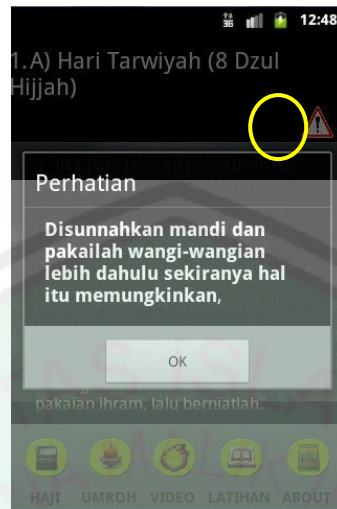 3G 12:48
1.A) Hari Tarwiyah (8 Dzul
Hijjah)
Perhatian
Disunnahkan mandi dan
pakailah wangi-wangian
lebih dahulu sekiranya hal
itu memungkinkan,
OK
pakaian ihram, lalu berniatlah.
HAJI UMROH VIDEO LATIHAN ABOUT